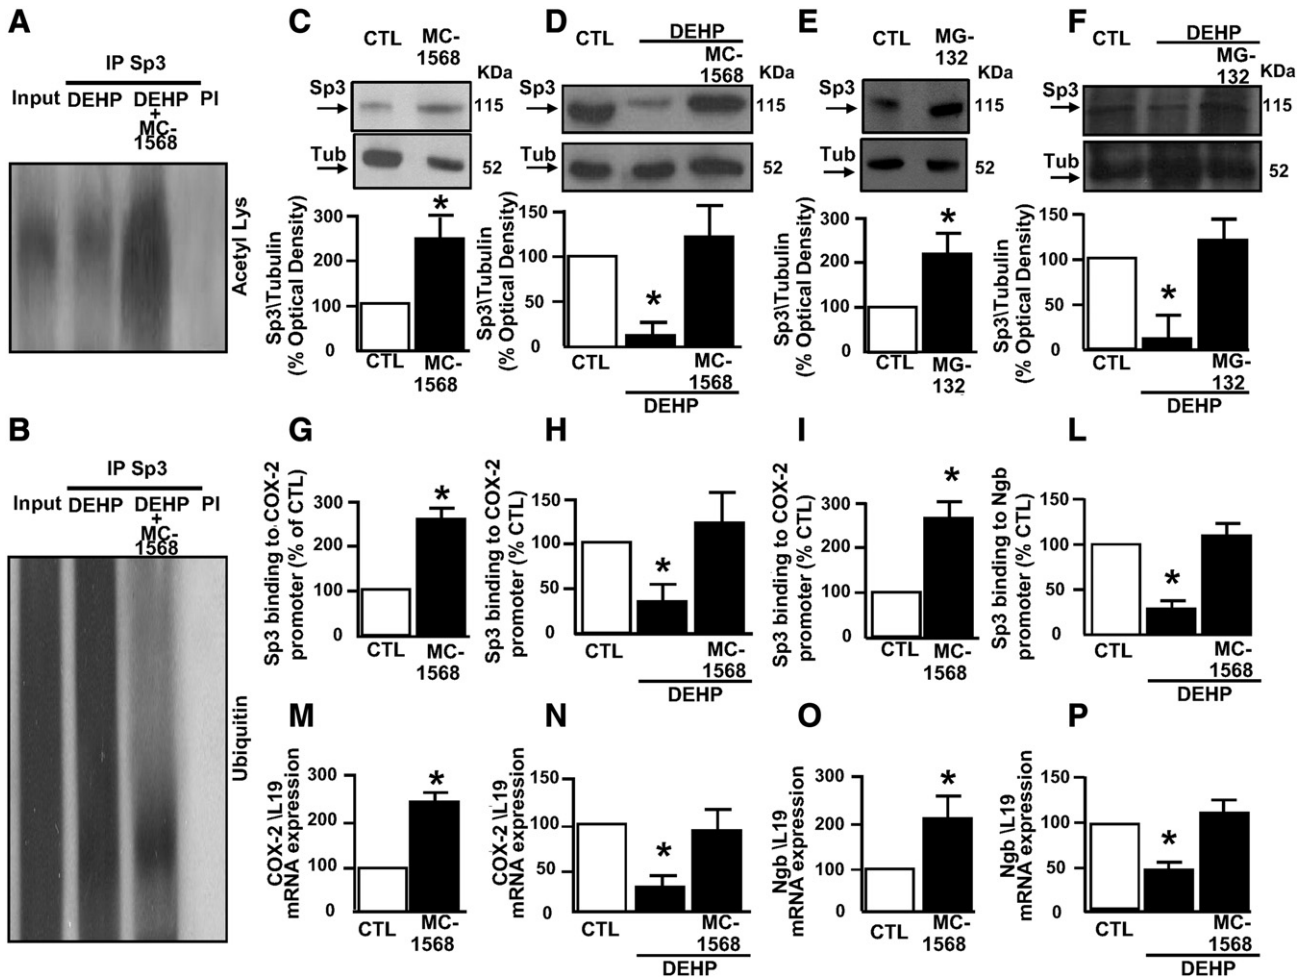 A
IP Sp3
Input DEHP DEHP PI
+
MC-
1568
Acetyl Lys
B
IP Sp3
Input DEHP DEHP PI
+
MC-
1568
Ubiquitin
C
CTL MC-
1568
KDa
Sp3
115
Tub
52
Sp3\Tubulin
(% Optical Density)
300
200
100
0
*
CTL MC-
1568
D
DEHP
CTL MC-
1568
KDa
Sp3
115
Tub
52
Sp3\Tubulin
(% Optical Density)
150
100
50
0
*
CTL MC-
1568
DEHP
E
CTL MG-
132
KDa
Sp3
115
Tub
52
Sp3\Tubulin
(% Optical Density)
300
200
100
0
*
CTL MG-
132
F
DEHP
CTL MG-
132
KDa
Sp3
115
Tub
52
Sp3\Tubulin
(% Optical Density)
150
100
50
0
*
CTL MG-
132
DEHP
G
Sp3 binding to COX-2
promoter (% of CTL)
300
200
100
0
*
CTL MC-
1568
H
Sp3 binding to COX-2
promoter (% CTL)
150
100
50
0
*
CTL MC-
1568
DEHP
I
Sp3 binding to COX-2
promoter (% CTL)
300
200
100
0
*
CTL MC-
1568
L
Sp3 binding to Ngb
promoter (% CTL)
150
100
50
0
*
CTL MC-
1568
DEHP
M
COX-2 \L19
mRNA expression
300
200
100
0
*
CTL MC-
1568
N
COX-2 \L19
mRNA expression
150
100
50
0
*
CTL MC-
1568
DEHP
O
Ngb \L19
mRNA expression
300
200
100
0
*
CTL MC-
1568
P
Ngb \L19
mRNA expression
150
100
50
0
*
CTL MC-
1568
DEHP